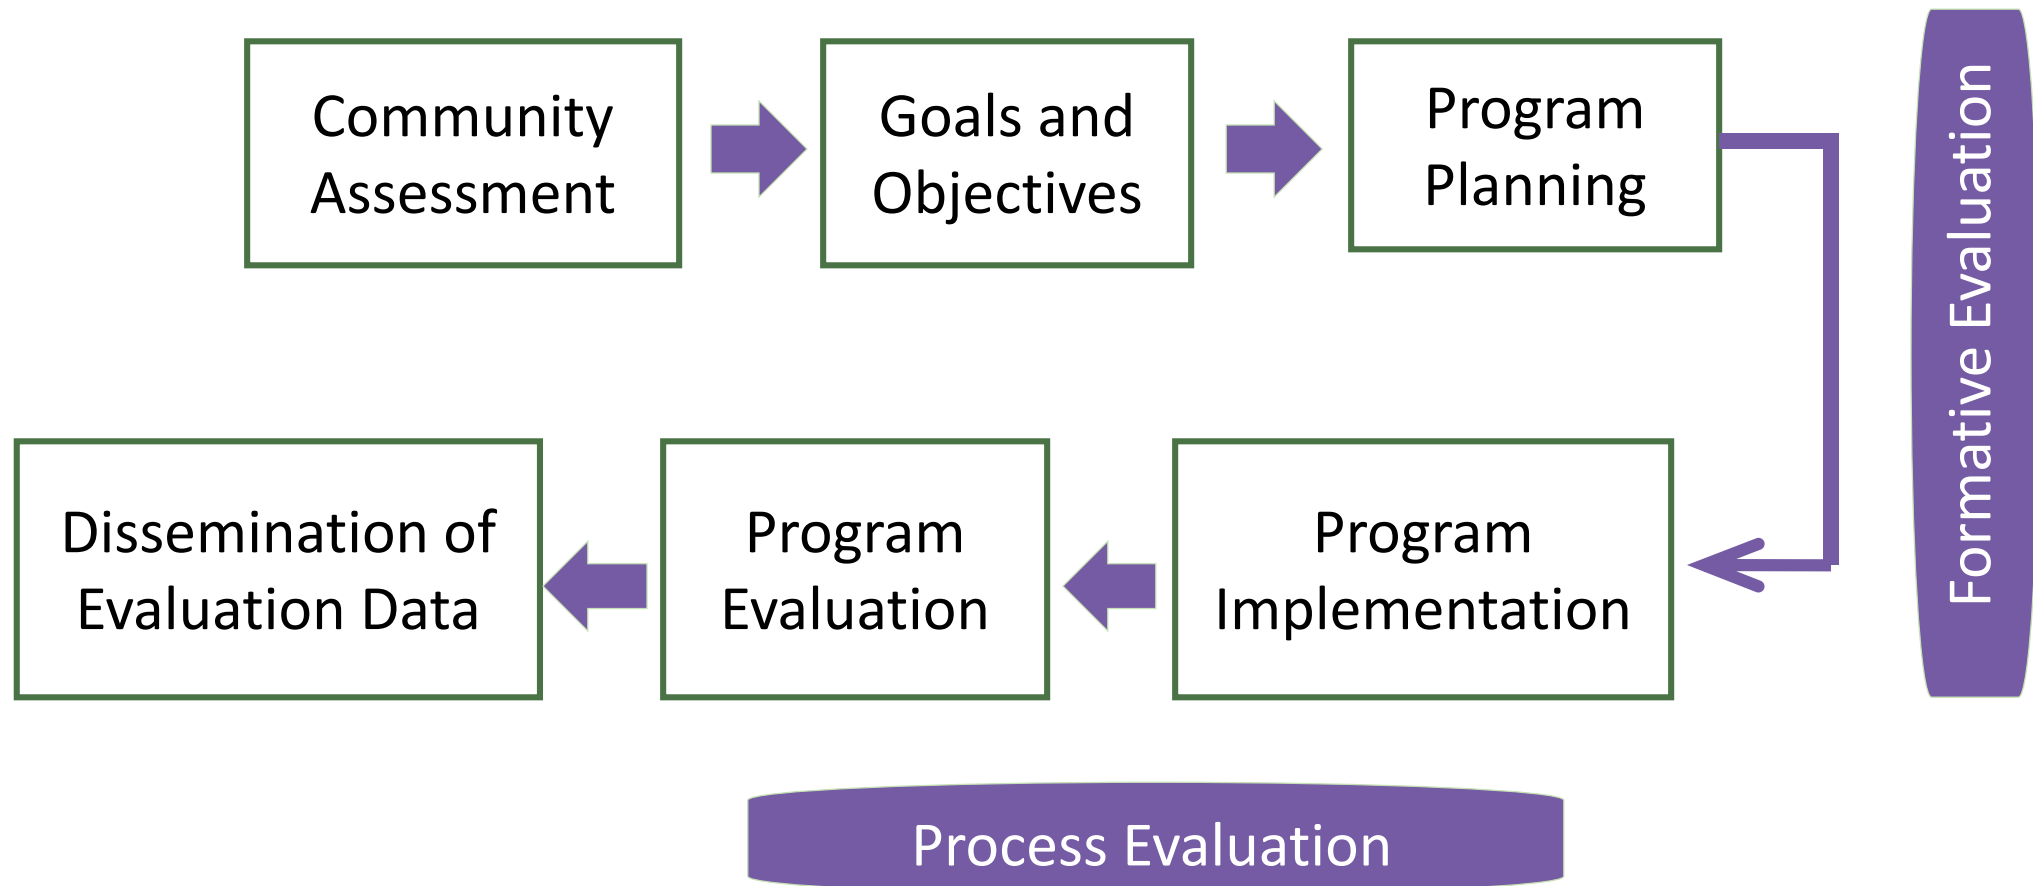 Community
Assessment
Goals and
Objectives
Program
Planning
Formative Evaluation
Dissemination of
Evaluation Data
Program
Evaluation
Program
Implementation
Process Evaluation